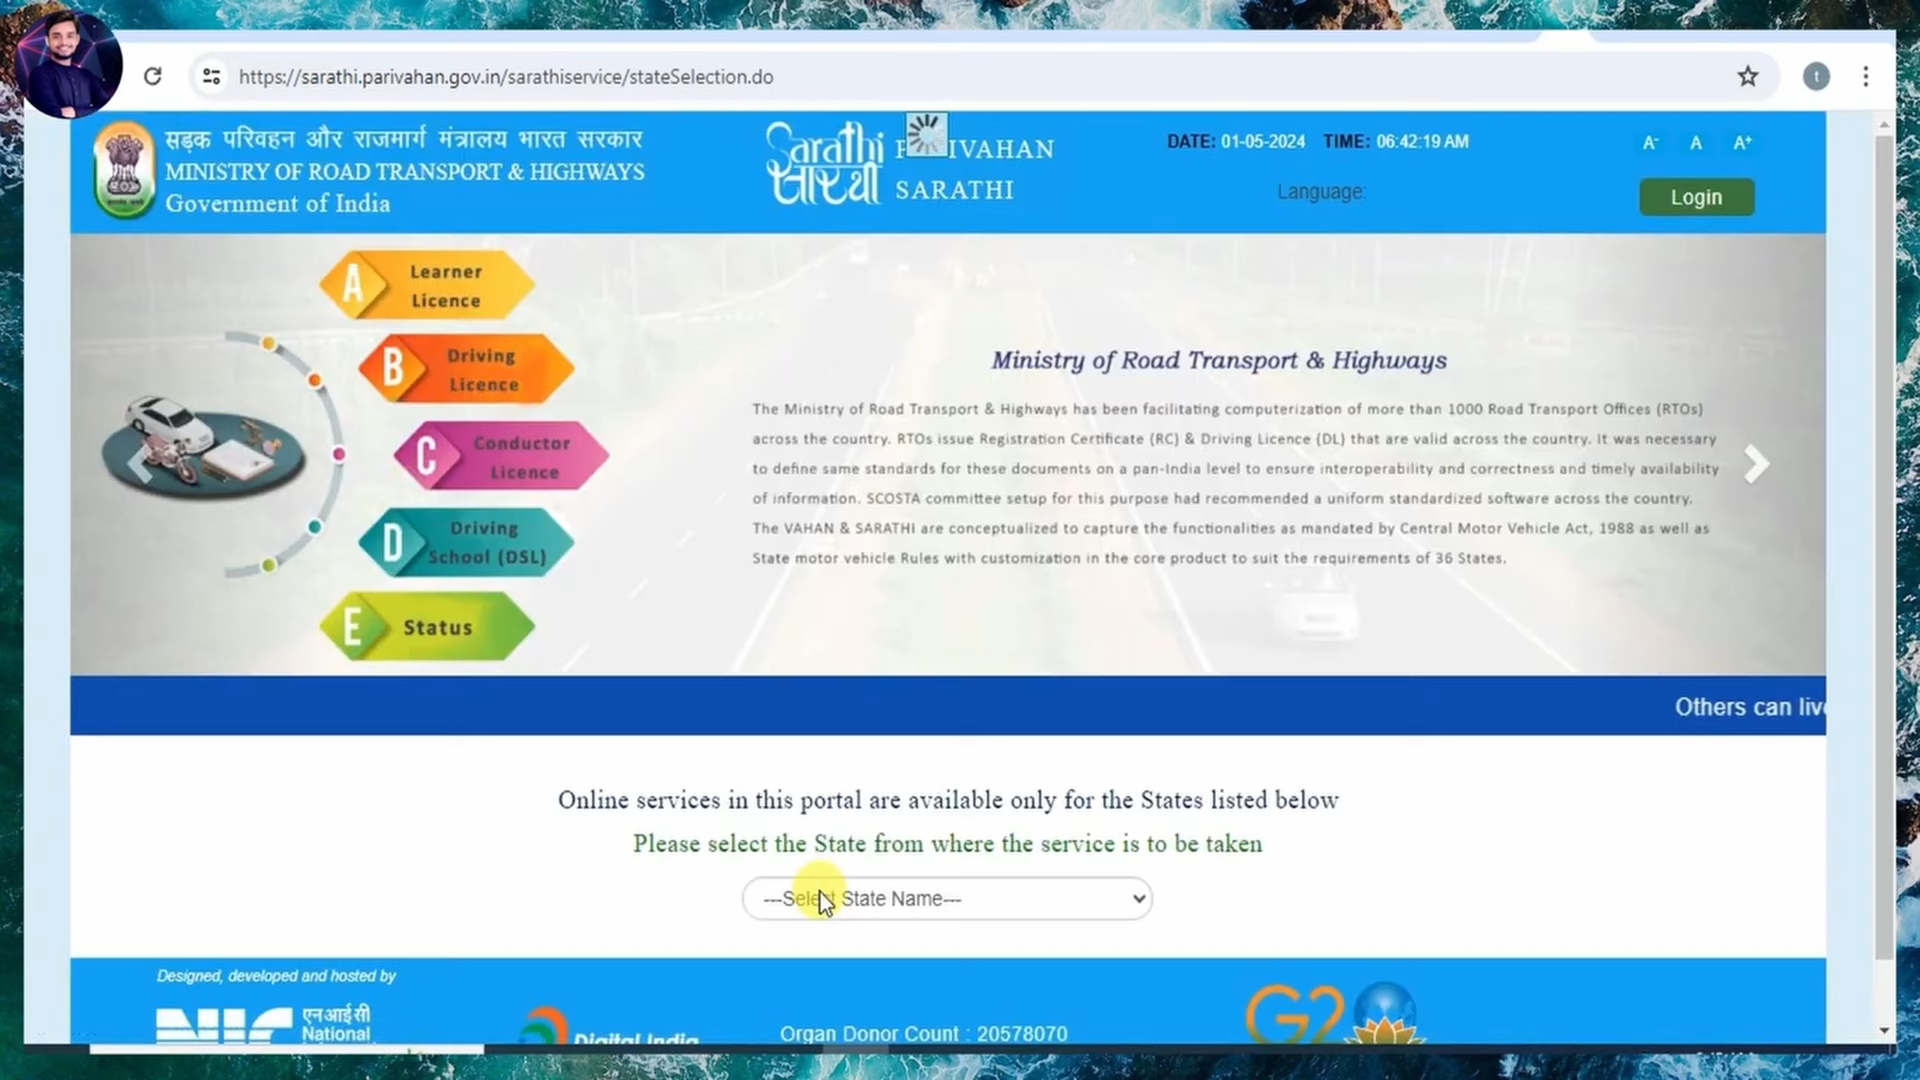 https://sarathi.parivahan.gov.in/sarathiservice/stateSelection.do
t
सड़क परिवहन और राजमार्ग मंत्रालय भारत सरकार
MINISTRY OF ROAD TRANSPORT & HIGHWAYS
Government of India
Sarathi
सारथी
IVAHAN
SARATHI
DATE: 01-05-2024 TIME: 06:42:19 AM
Language:
A- A A+
Login
A Learner
Licence
B Driving
Licence
C Conductor
Licence
D Driving
School (DSL)
E Status
Ministry of Road Transport & Highways
The Ministry of Road Transport & Highways has been facilitating computerization of more than 1000 Road Transport Offices (RTOs)
across the country. RTOs issue Registration Certificate (RC) & Driving Licence (DL) that are valid across the country. It was necessary
to define same standards for these documents on a pan-India level to ensure interoperability and correctness and timely availability
of information. SCOSTA committee setup for this purpose had recommended a uniform standardized software across the country.
The VAHAN & SARATHI are conceptualized to capture the functionalities as mandated by Central Motor Vehicle Act, 1988 as well as
State motor vehicle Rules with customization in the core product to suit the requirements of 36 States.
Others can liv
Online services in this portal are available only for the States listed below
Please select the State from where the service is to be taken
---Select State Name---
Designed, developed and hosted by
NIC एनआईसी
National
Digital India
Organ Donor Count : 20578070
G2